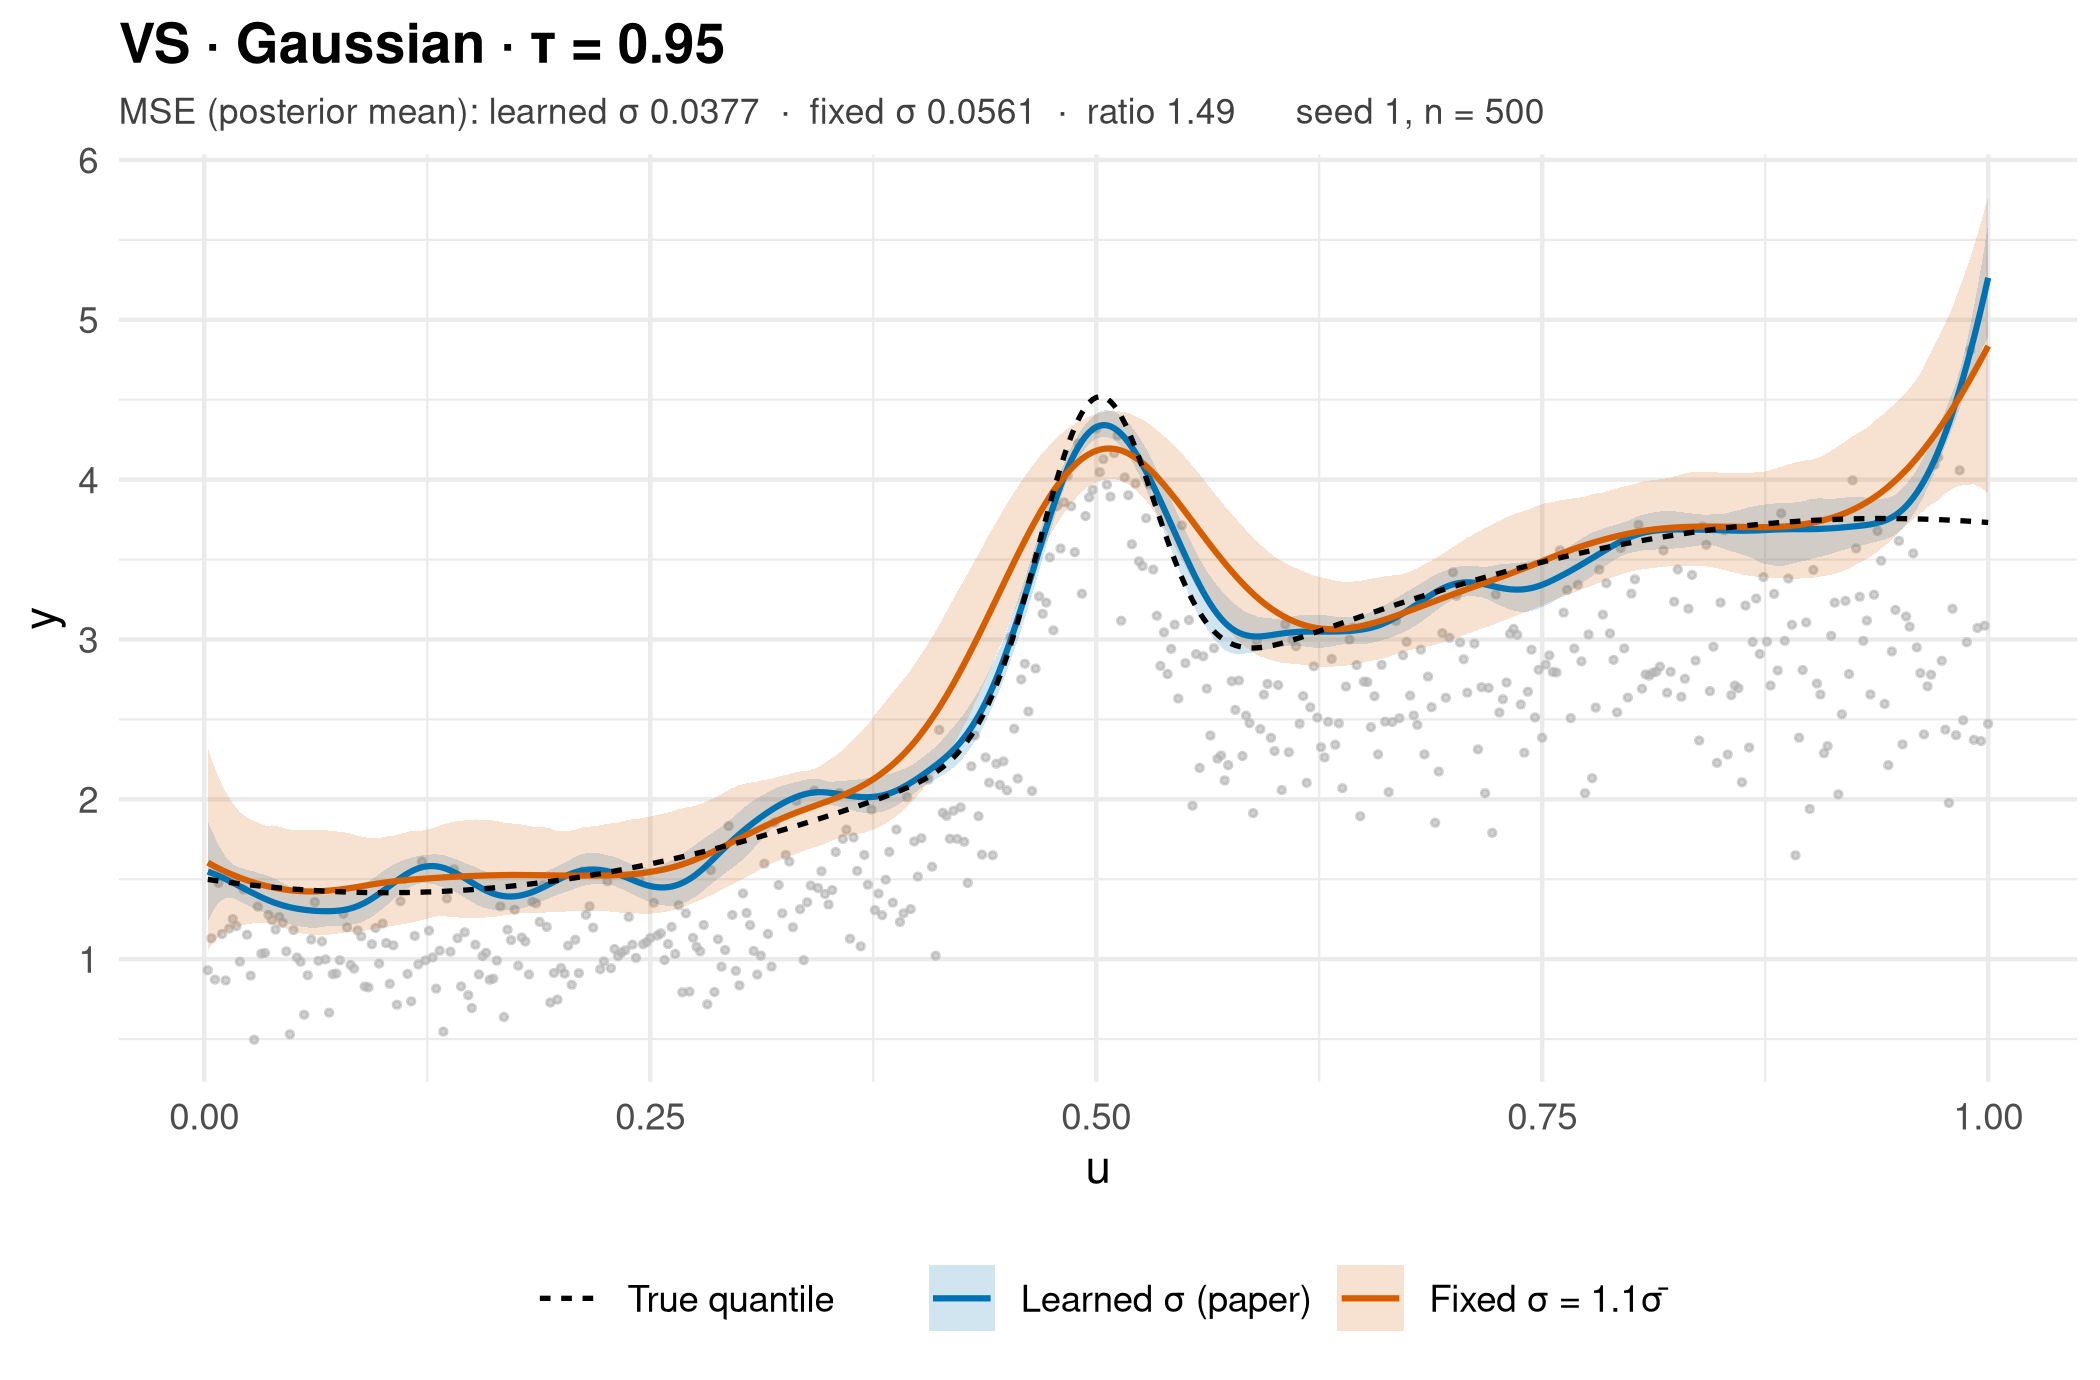 VS · Gaussian · τ = 0.95
MSE (posterior mean): learned σ 0.0377 · fixed σ 0.0561 · ratio 1.49 seed 1, n = 500
6
5
4
3
2
1
y
0.00 0.25 0.50 0.75 1.00
u
True quantile Learned σ (paper) Fixed σ = 1.1σ̄